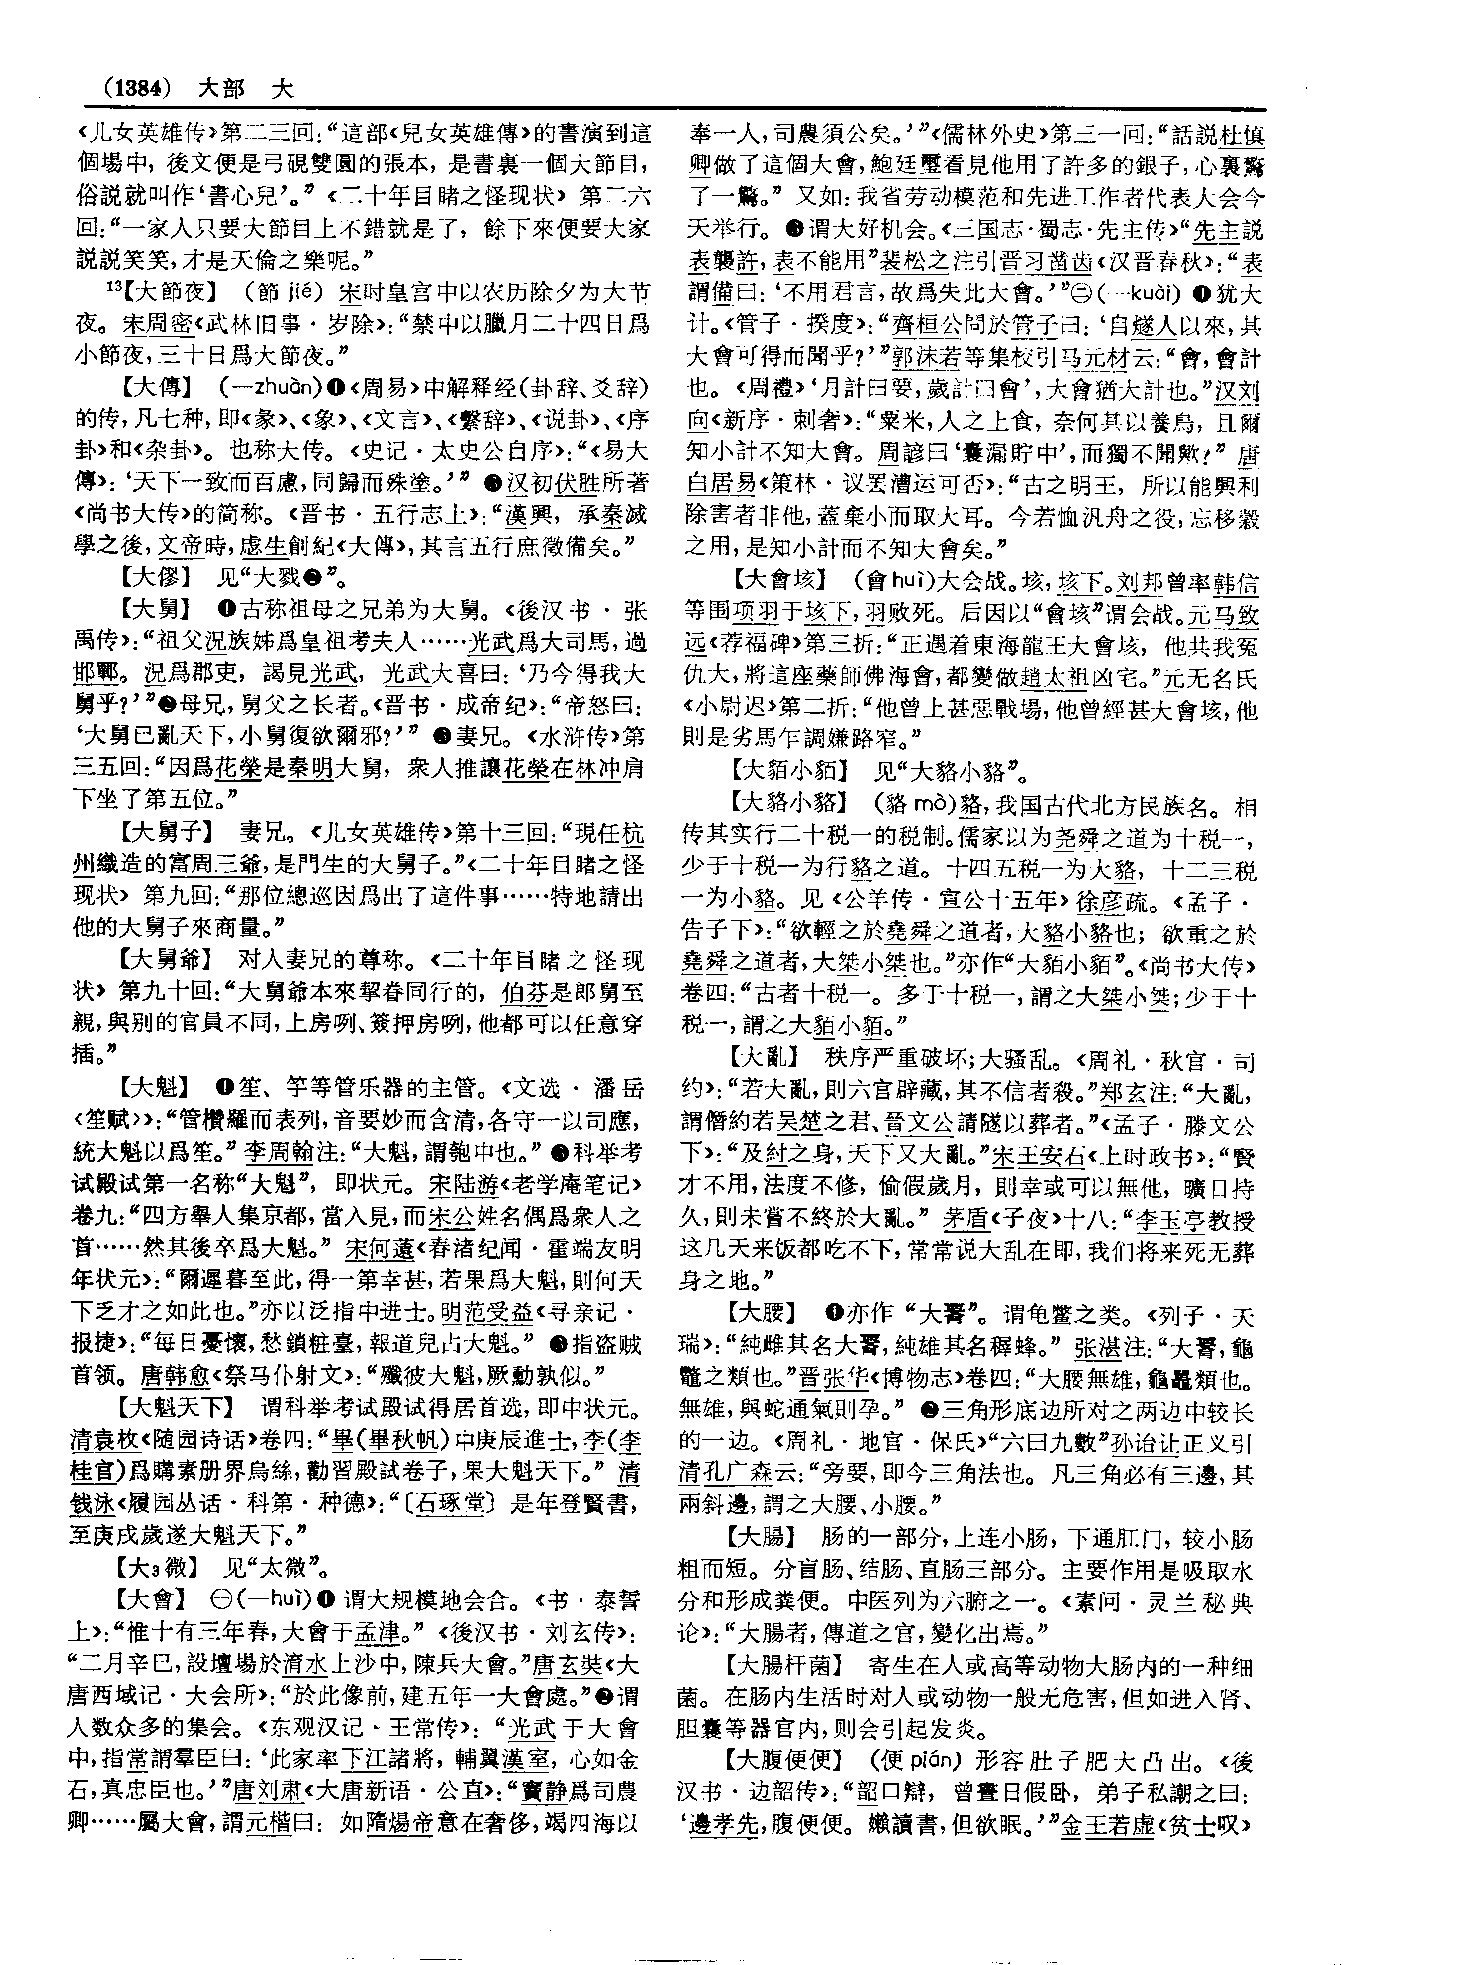 (1384) 大部 大
《儿女英雄传》第二三回：“這部《兒女英雄傳》的書演到這
個場中，後文便是弓硯雙圓的張本，是書裏一個大節目，
俗説就叫作‘書心兒’。”《二十年目睹之怪现状》第二六
回：“一家人只要大節目上不錯就是了，餘下來便要大家
説説笑笑，才是天倫之樂呢。”
13【大節夜】（節 jié）宋时皇宫中以农历除夕为大节
夜。宋周密《武林旧事·岁除》：“禁中以臘月二十四日爲
小節夜，三十日爲大節夜。”
【大傳】（—zhuàn）❶《周易》中解释经（卦辞、爻辞）
的传，凡七种，即《彖》、《象》、《文言》、《繫辞》、《说卦》、《序
卦》和《杂卦》。也称大传。《史记·太史公自序》：“《易大
傳》：‘天下一致而百慮，同歸而殊塗。’”❷汉初伏胜所著
《尚书大传》的简称。《晋书·五行志上》：“漢興，承秦滅
學之後，文帝時，虙生創紀《大傳》，其言五行庶徵備矣。”
【大僇】 见“大戮❷”。
【大舅】 ❶古称祖母之兄弟为大舅。《後汉书·张
禹传》：“祖父況族姊爲皇祖考夫人……光武爲大司馬，過
邯鄲。況爲郡吏，謁見光武，光武大喜曰：‘乃今得我大
舅乎？’”❷母兄，舅父之长者。《晋书·成帝纪》：“帝怒曰：
‘大舅已亂天下，小舅復欲爾邪？’”❸妻兄。《水浒传》第
三五回：“因爲花榮是秦明大舅，衆人推讓花榮在林冲肩
下坐了第五位。”
【大舅子】 妻兄。《儿女英雄传》第十三回：“現任杭
州織造的富周三爺，是門生的大舅子。”《二十年目睹之怪
现状》第九回：“那位總巡因爲出了這件事……特地請出
他的大舅子來商量。”
【大舅爺】 对人妻兄的尊称。《二十年目睹之怪现
状》第九十回：“大舅爺本來挈眷同行的，伯芬是郎舅至
親，與别的官員不同，上房咧、簽押房咧，他都可以任意穿
插。”
【大魁】 ❶笙、竽等管乐器的主管。《文选·潘岳
〈笙赋〉》：“管攢羅而表列，音要妙而含清，各守一以司應，
統大魁以爲笙。”李周翰注：“大魁，謂匏中也。”❷科举考
试殿试第一名称“大魁”，即状元。宋陆游《老学庵笔记》
卷九：“四方舉人集京都，當入見，而宋公姓名偶爲衆人之
首……然其後卒爲大魁。”宋何薳《春渚纪闻·霍端友明
年状元》：“爾遲暮至此，得一第幸甚，若果爲大魁，則何天
下乏才之如此也。”亦以泛指中进士。明范受益《寻亲记·
报捷》：“每日憂懷，愁鎖粧臺，報道兒占大魁。”❸指盗贼
首领。唐韩愈《祭马仆射文》：“殲彼大魁，厥勳孰似。”
【大魁天下】 谓科举考试殿试得居首选，即中状元。
清袁枚《随园诗话》卷四：“畢（畢秋帆）中庚辰進士，李（李
桂官）爲購素册界烏絲，勸習殿試卷子，果大魁天下。”清
钱泳《履园丛话·科第·种德》：“〔石琢堂〕是年登賢書，
至庚戌歲遂大魁天下。”
【大3微】 见“太微”。
【大會】 ㊀（—huì）❶谓大规模地会合。《书·泰誓
上》：“惟十有三年春，大會于孟津。”《後汉书·刘玄传》：
“二月辛巳，設壇場於淯水上沙中，陳兵大會。”唐玄奘《大
唐西域记·大会所》：“於此像前，建五年一大會處。”❷谓
人数众多的集会。《东观汉记·王常传》：“光武于大會
中，指常謂羣臣曰：‘此家率下江諸將，輔翼漢室，心如金
石，真忠臣也。’”唐刘肃《大唐新语·公直》：“竇静爲司農
卿……屬大會，謂元楷曰：如隋煬帝意在奢侈，竭四海以
奉一人，司農須公矣。’”《儒林外史》第三一回：“話説杜慎
卿做了這個大會，鮑廷璽看見他用了許多的銀子，心裏驚
了一驚。”又如：我省劳动模范和先进工作者代表大会今
天举行。❸谓大好机会。《三国志·蜀志·先主传》“先主説
表襲許，表不能用”裴松之注引晋习凿齿《汉晋春秋》：“表
謂備曰：‘不用君言，故爲失此大會。’”㊁（—kuài）❶犹大
计。《管子·揆度》：“齊桓公問於管子曰：‘自燧人以來，其
大會可得而聞乎？’”郭沫若等集校引马元材云：“會，會計
也。《周禮》‘月計曰要，歲計曰會’，大會猶大計也。”汉刘
向《新序·刺奢》：“粟米，人之上食，奈何其以養鳥，且爾
知小計不知大會。周諺曰‘囊漏貯中’，而獨不聞歟？”唐
白居易《策林·议罢漕运可否》：“古之明王，所以能興利
除害者非他，蓋棄小而取大耳。今若恤汎舟之役，忘移穀
之用，是知小計而不知大會矣。”
【大會垓】（會huì）大会战。垓，垓下。刘邦曾率韩信
等围项羽于垓下，羽败死。后因以“會垓”谓会战。元马致
远《荐福碑》第三折：“正遇着東海龍王大會垓，他共我冤
仇大，將這座藥師佛海會，都變做趙太祖凶宅。”元无名氏
《小尉迟》第二折：“他曾上甚惡戰場，他曾經甚大會垓，他
則是劣馬乍調嫌路窄。”
【大貊小貊】 见“大貉小貉”。
【大貉小貉】（貉mò）貉，我国古代北方民族名。相
传其实行二十税一的税制。儒家以为尧舜之道为十税一，
少于十税一为行貉之道。十四五税一为大貉，十二三税
一为小貉。见《公羊传·宣公十五年》徐彦疏。《孟子·
告子下》：“欲輕之於堯舜之道者，大貉小貉也；欲重之於
堯舜之道者，大桀小桀也。”亦作“大貊小貊”。《尚书大传》
卷四：“古者十税一。多于十税一，謂之大桀小桀；少于十
税一，謂之大貊小貊。”
【大亂】 秩序严重破坏；大骚乱。《周礼·秋官·司
约》：“若大亂，則六官辟藏，其不信者殺。”郑玄注：“大亂，
謂僭約若吴楚之君、晉文公請隧以葬者。”《孟子·滕文公
下》：“及紂之身，天下又大亂。”宋王安石《上时政书》：“賢
才不用，法度不修，偷假歲月，則幸或可以無他，曠日持
久，則未嘗不終於大亂。”茅盾《子夜》十八：“李玉亭教授
这几天来饭都吃不下，常常说大乱在即，我们将来死无葬
身之地。”
【大腰】 ❶亦作“大䙅”。谓龟鳖之类。《列子·天
瑞》：“純雌其名大䙅，純雄其名稺蜂。”张湛注：“大䙅，龜
鼈之類也。”晋张华《博物志》卷四：“大腰無雄，龜鼉類也。
無雄，與蛇通氣則孕。”❷三角形底边所对之两边中较长
的一边。《周礼·地官·保氏》“六曰九數”孙诒让正义引
清孔广森云：“旁要，即今三角法也。凡三角必有三邊，其
兩斜邊，謂之大腰、小腰。”
【大腸】 肠的一部分，上连小肠，下通肛门，较小肠
粗而短。分盲肠、结肠、直肠三部分。主要作用是吸取水
分和形成粪便。中医列为六腑之一。《素问·灵兰秘典
论》：“大腸者，傳道之官，變化出焉。”
【大腸杆菌】 寄生在人或高等动物大肠内的一种细
菌。在肠内生活时对人或动物一般无危害，但如进入肾、
胆囊等器官内，则会引起发炎。
【大腹便便】（便 pián）形容肚子肥大凸出。《後
汉书·边韶传》：“韶口辯，曾晝日假卧，弟子私謿之曰：
‘邊孝先，腹便便。嬾讀書，但欲眠。’”金王若虚《贫士叹》